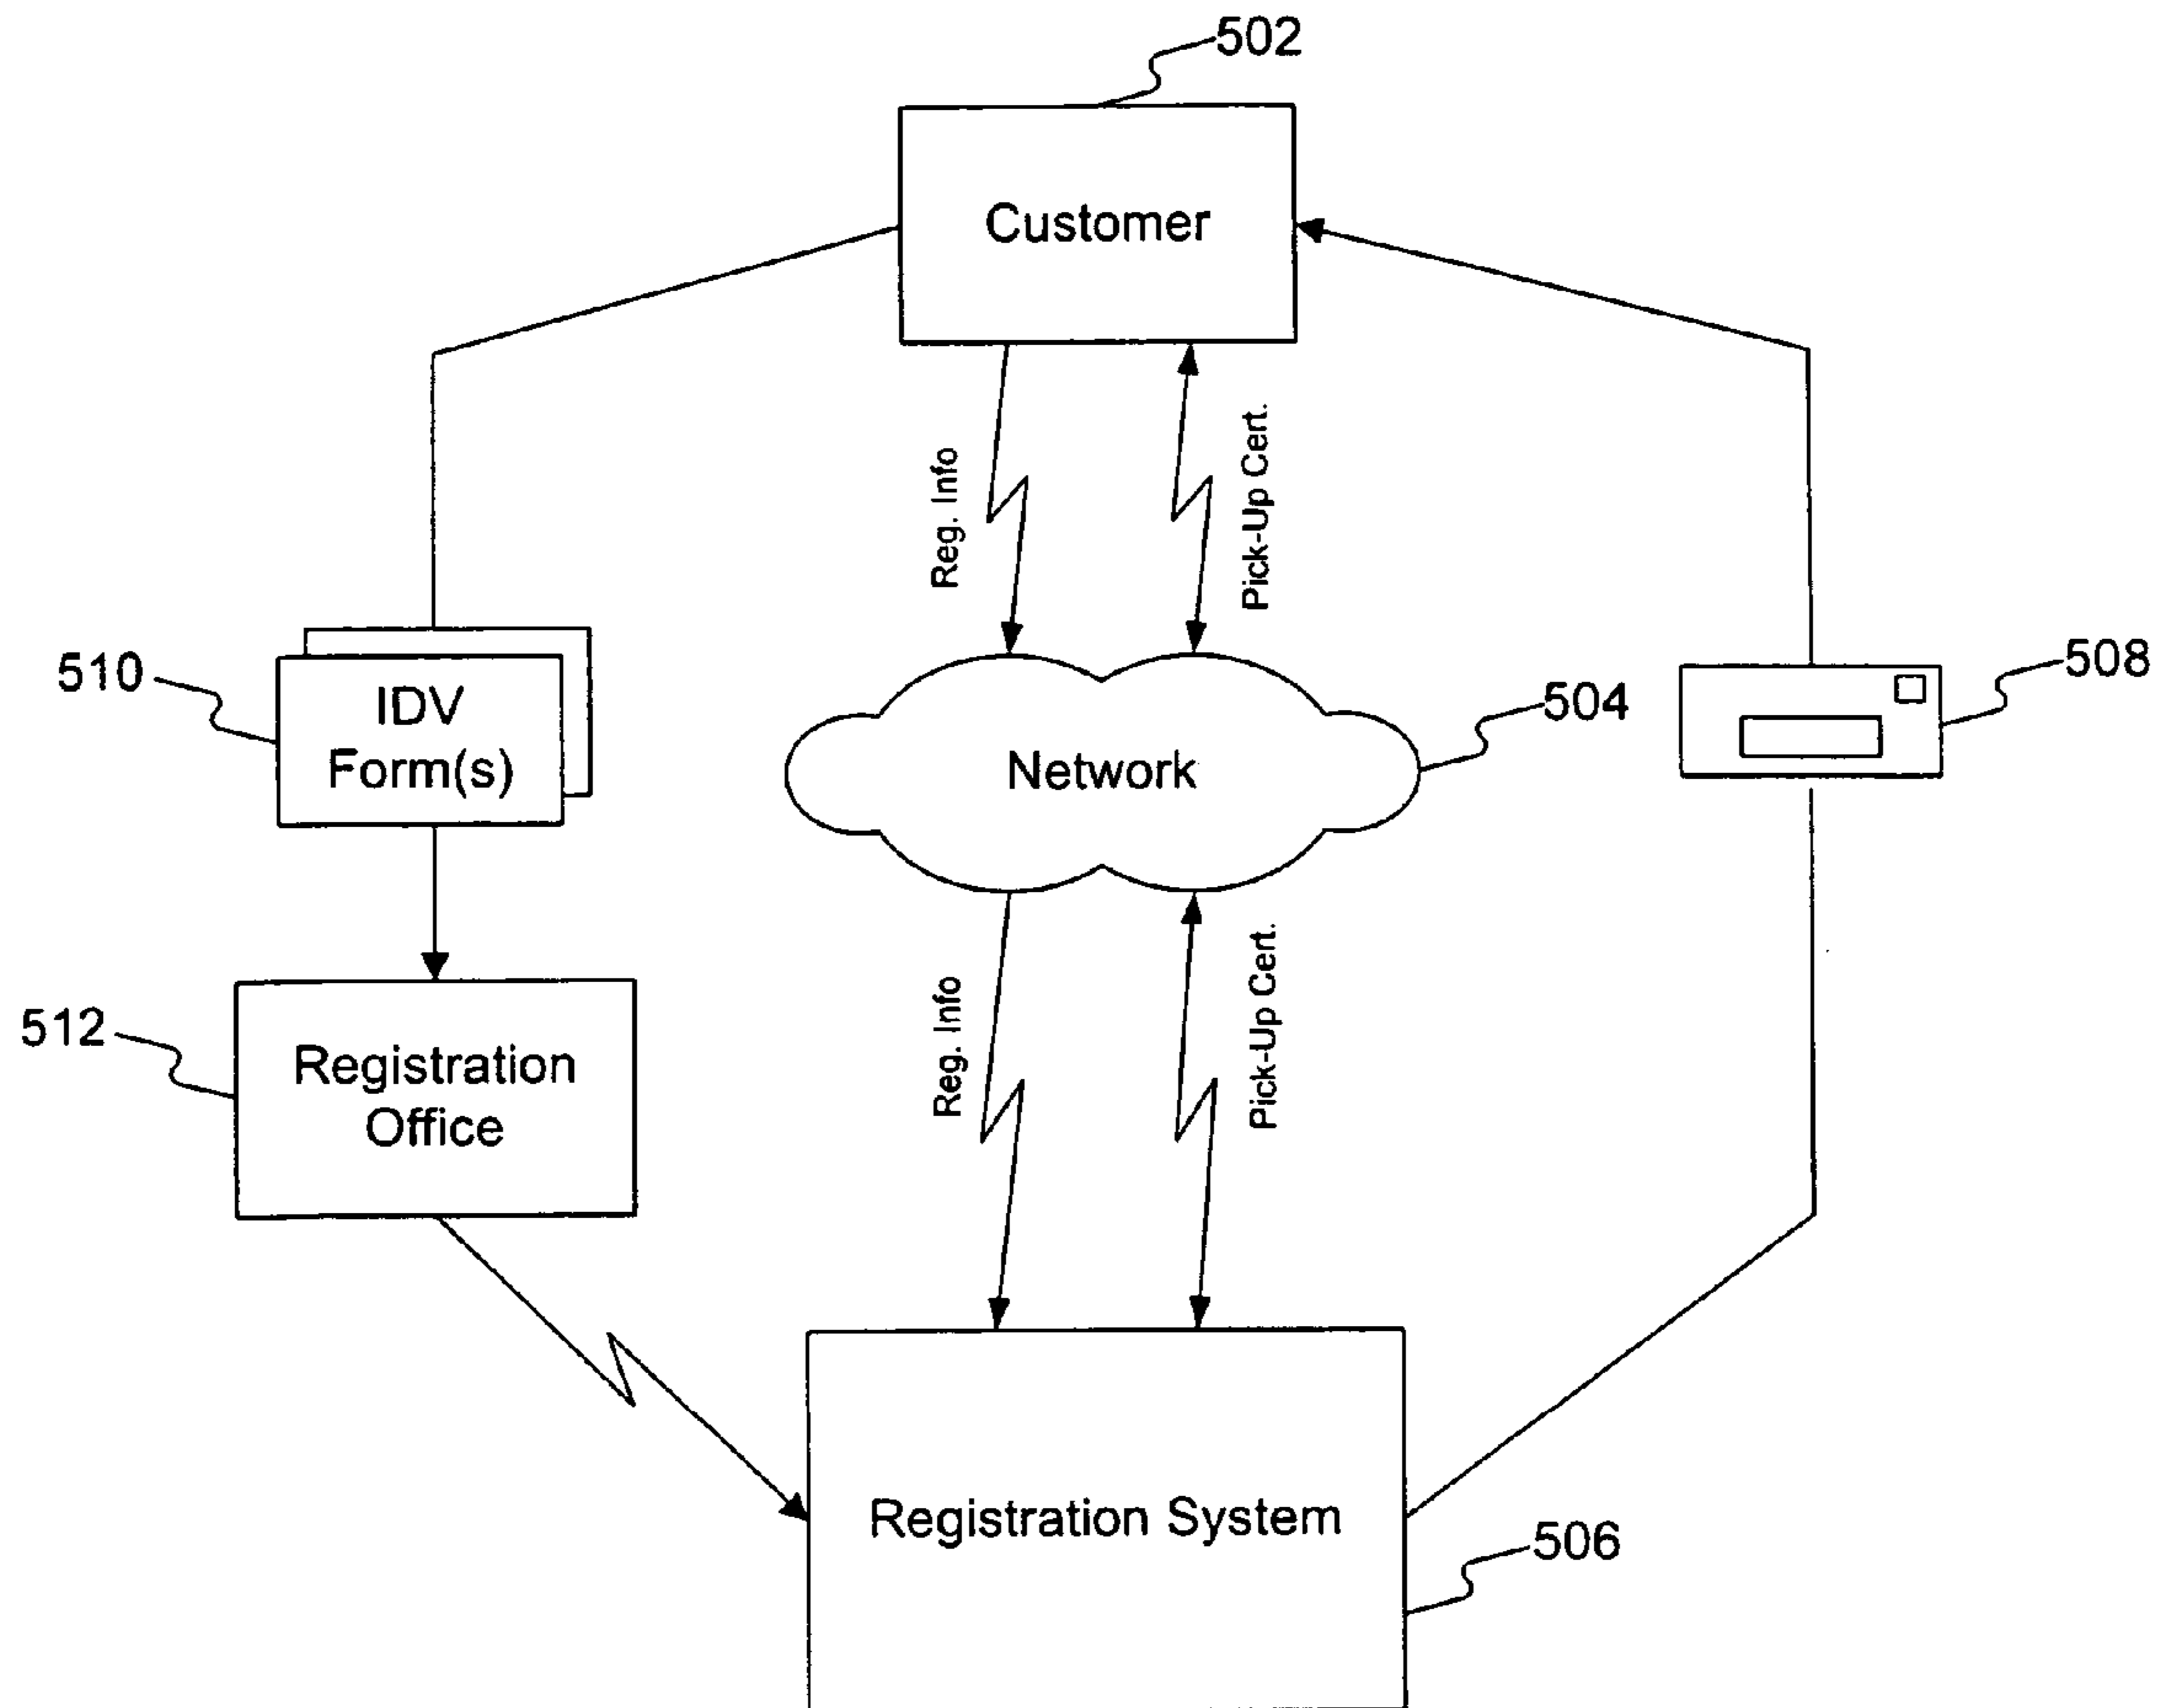 502
Customer
Reg. Info
Pick-Up Cert.
510
IDV
Form(s)
Network
504
508
512
Registration
Office
Reg. Info
Pick-Up Cert.
Registration System
506